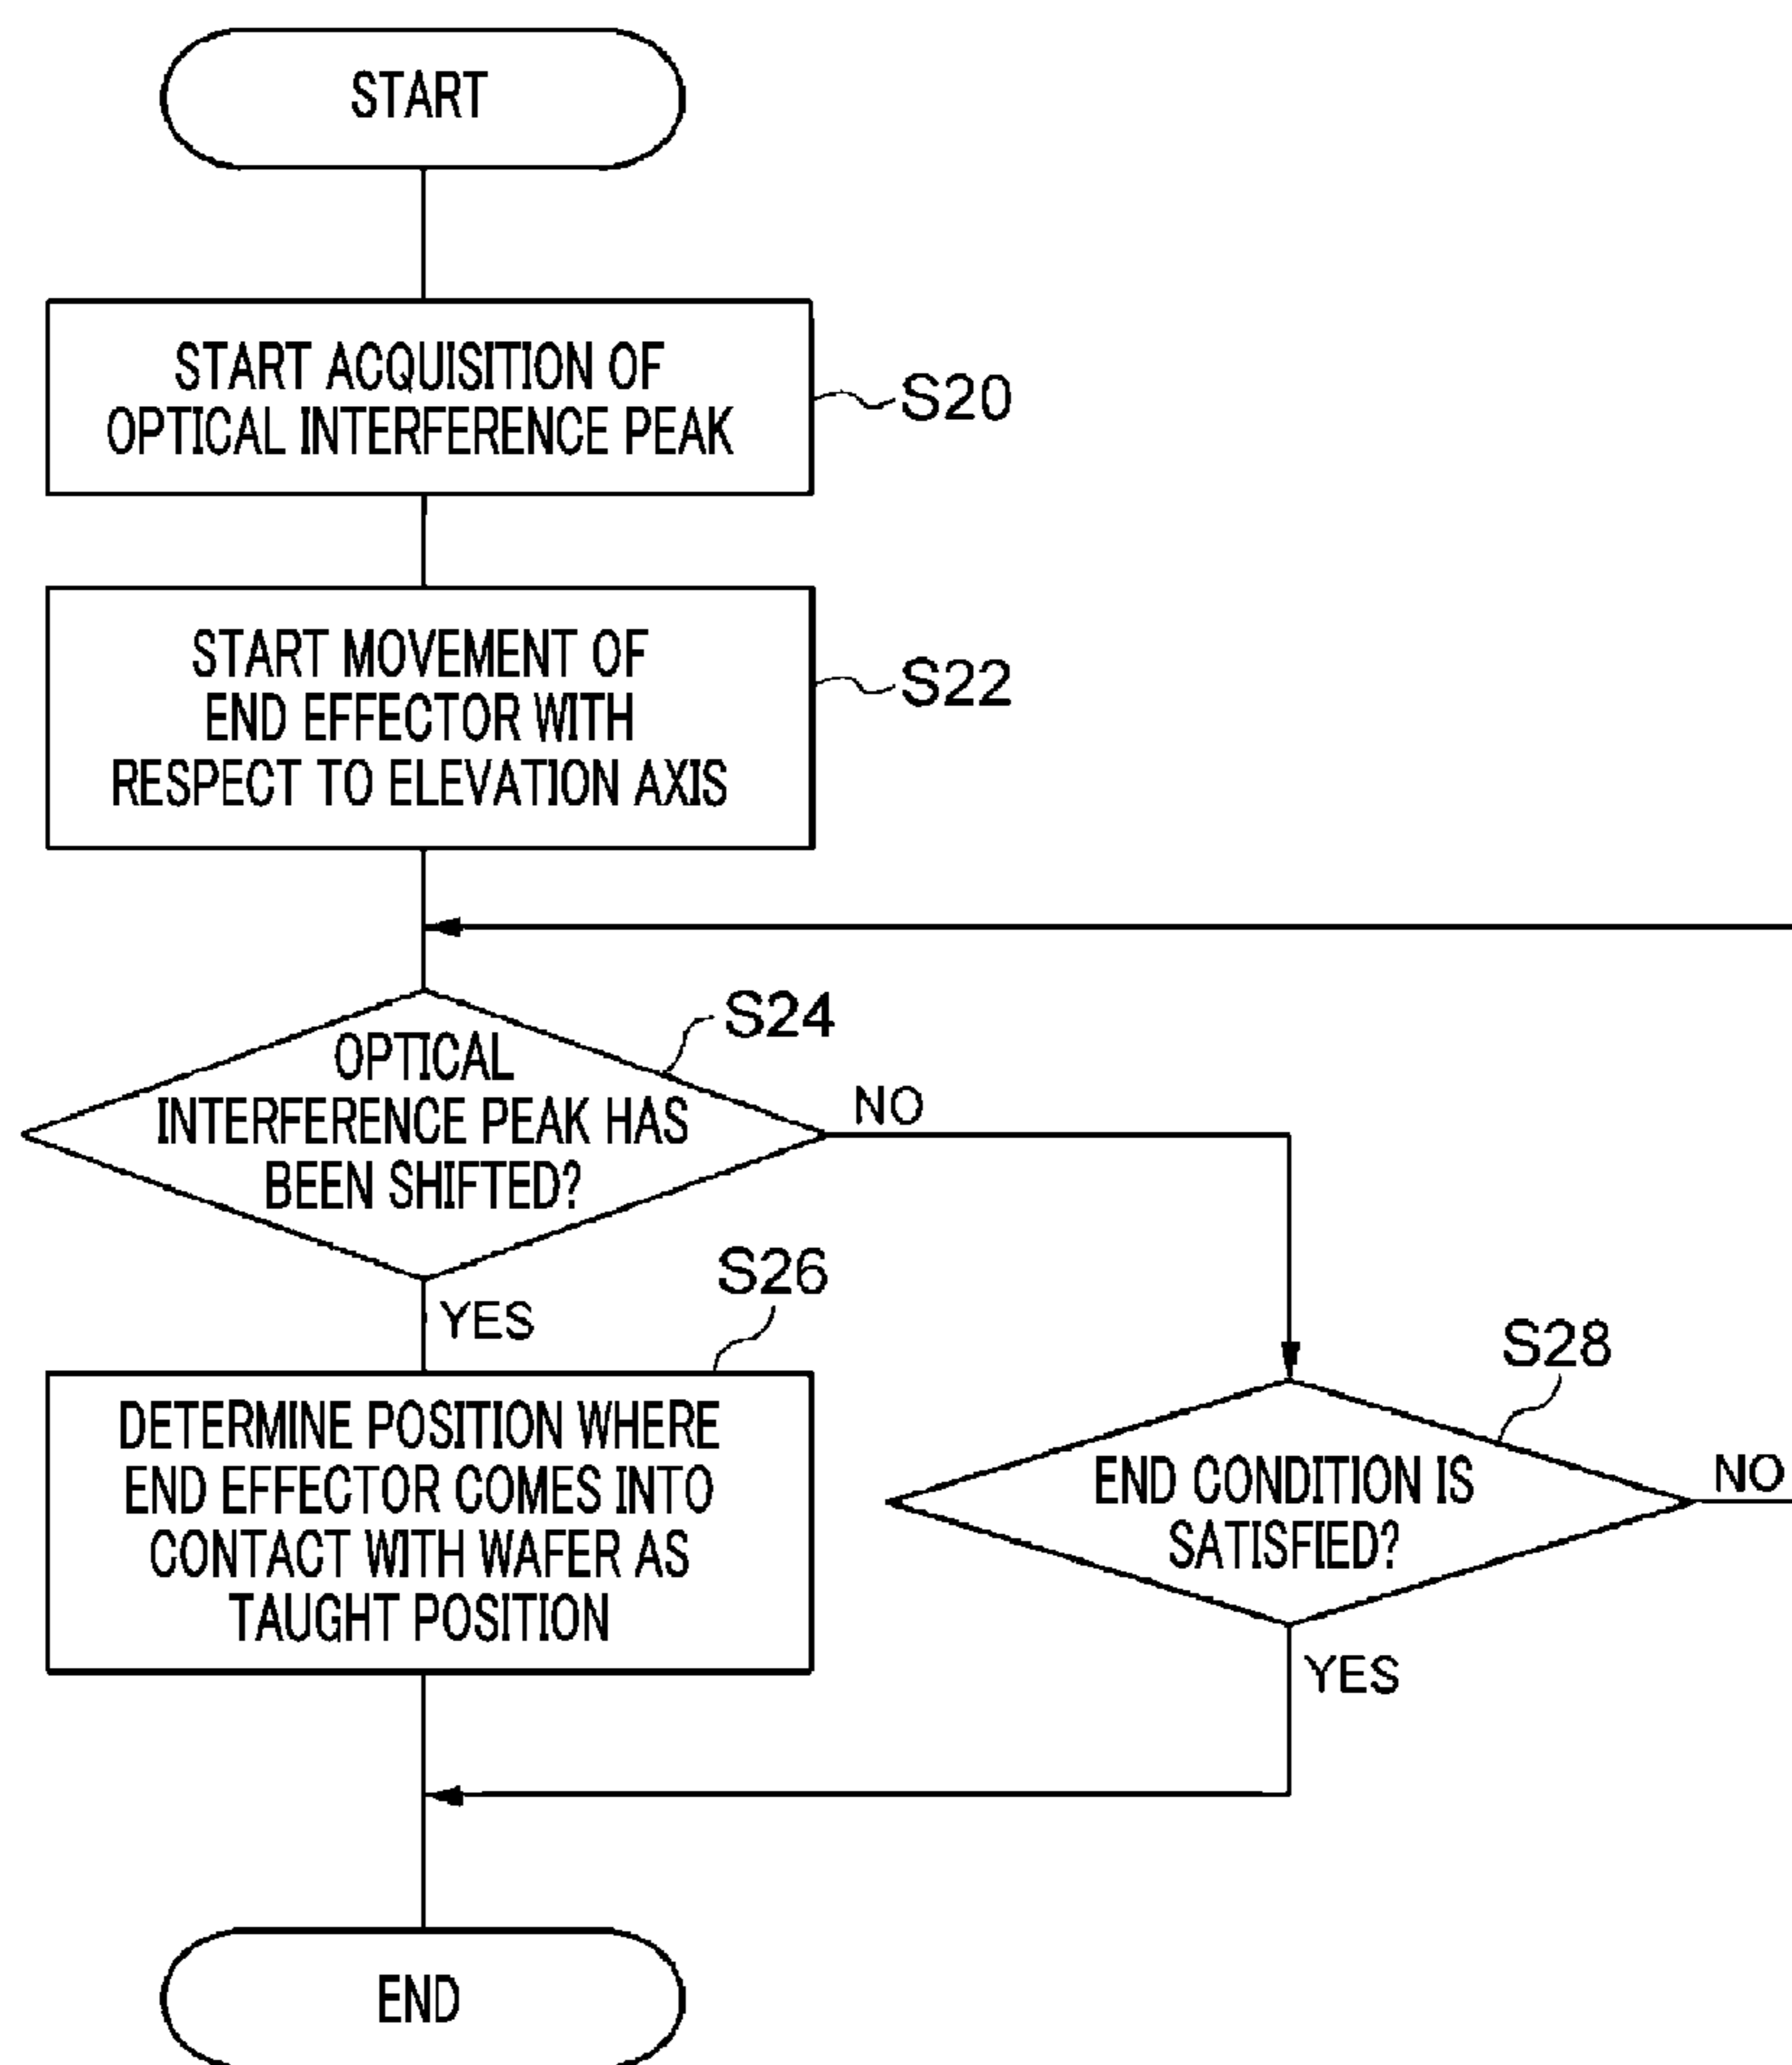 START
START ACQUISITION OF
OPTICAL INTERFERENCE PEAK
S20
START MOVEMENT OF
END EFFECTOR WITH
RESPECT TO ELEVATION AXIS
S22
S24
OPTICAL
INTERFERENCE PEAK HAS
BEEN SHIFTED?
NO
YES
S26
DETERMINE POSITION WHERE
END EFFECTOR COMES INTO
CONTACT WITH WAFER AS
TAUGHT POSITION
S28
END CONDITION IS
SATISFIED?
NO
YES
END